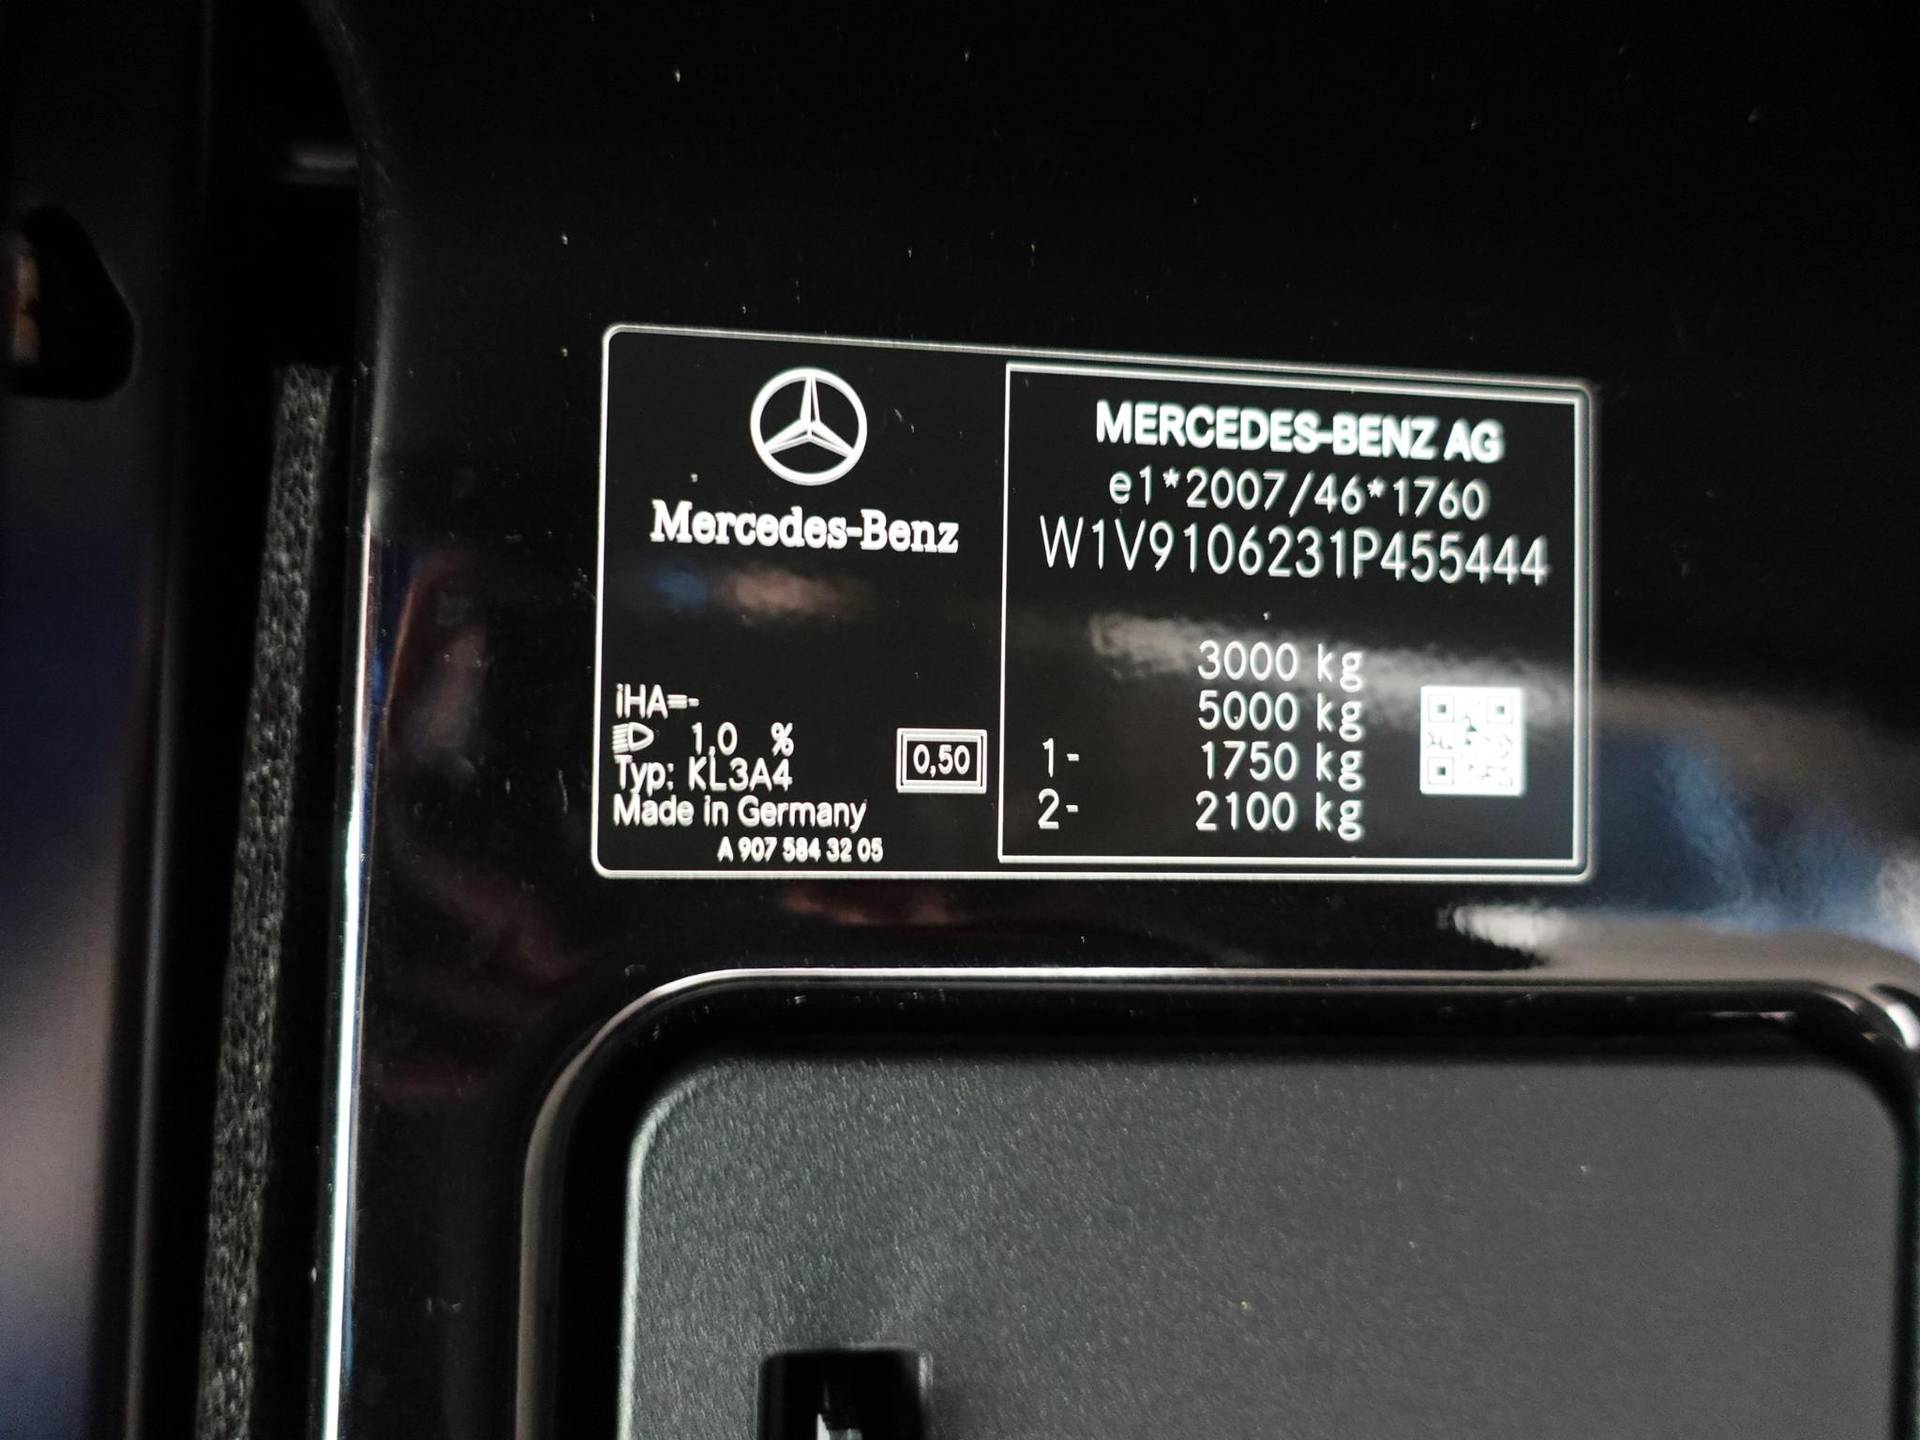 Mercedes-Benz
iHA=-
1,0 %
Typ: KL3A4
Made in Germany
A 907 584 32 05
0,50
MERCEDES-BENZ AG
e1*2007/46*1760
W1V9106231P455444
3000 kg
5000 kg
1- 1750 kg
2- 2100 kg